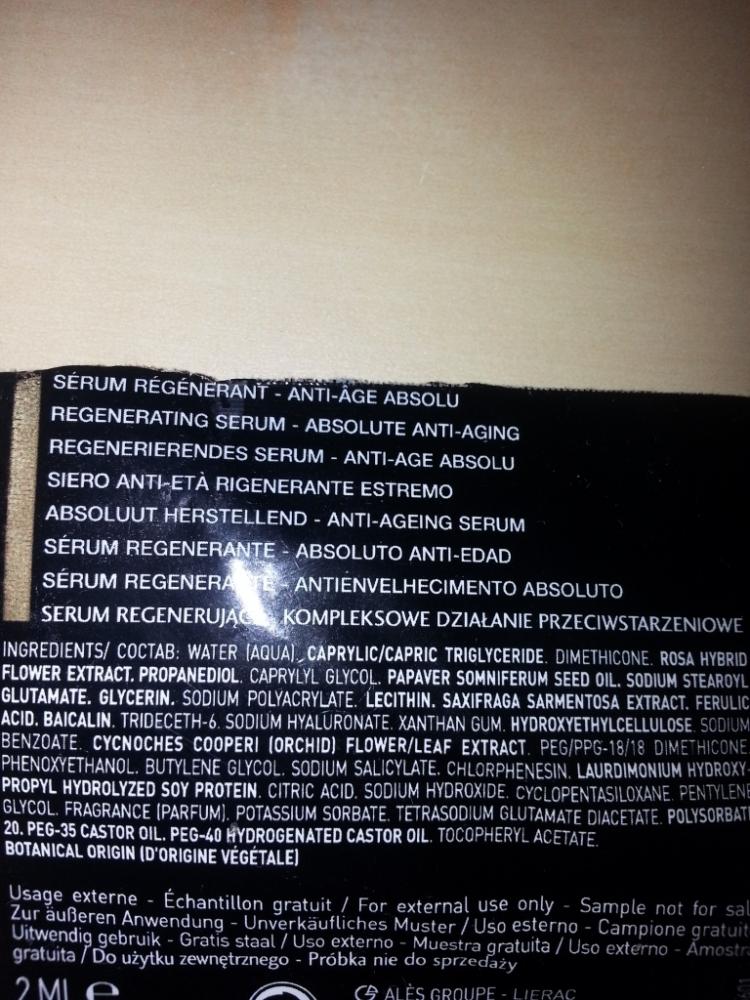 SÉRUM RÉGÉNERANT - ANTI-ÂGE ABSOLU
REGENERATING SERUM - ABSOLUTE ANTI-AGING
REGENERIERENDES SERUM - ANTI-AGE ABSOLU
SIERO ANTI-ETÀ RIGENERANTE ESTREMO
ABSOLUUT HERSTELLEND - ANTI-AGEING SERUM
SÉRUM REGENERANTE - ABSOLUTO ANTI-EDAD
SÉRUM REGENERANTE - ANTIENVELHECIMENTO ABSOLUTO
SERUM KOMPLEKSOWE DZIAŁANIE PRZECIWSTARZENIOWE
INGREDIENTS/ COCTAB: WATER (AQUA). CAPRYLIC/CAPRIC TRIGLYCERIDE. DIMETHICONE. ROSA HYBRID
FLOWER EXTRACT. PROPANEDIOL. CAPRYLYL GLYCOL. PAPAVER SOMNIFERUM SEED OIL. SODIUM STEAROYL
GLUTAMATE. GLYCERIN. SODIUM POLYACRYLATE. LECITHIN. SAXIFRAGA SARMENTOSA EXTRACT. FERULIC
ACID. BAICALIN. TRIDECETH-6. SODIUM HYALURONATE. XANTHAN GUM. HYDROXYETHYLCELLULOSE. SODIUM
BENZOATE. CYCNOCHES COOPERI (ORCHID) FLOWER/LEAF EXTRACT. PEG/PPG-18/18 DIMETHICONE
PHENOXYETHANOL. BUTYLENE GLYCOL. SODIUM SALICYLATE. CHLORPHENESIN. LAURDIMONIUM HYDROXY-
PROPYL HYDROLYZED SOY PROTEIN. CITRIC ACID. SODIUM HYDROXIDE. CYCLOPENTASILOXANE. PENTYLENE
GLYCOL. FRAGRANCE (PARFUM). POTASSIUM SORBATE. TETRASODIUM GLUTAMATE DIACETATE. POLYSORBAT
20. PEG-35 CASTOR OIL. PEG-40 HYDROGENATED CASTOR OIL. TOCOPHERYL ACETATE.
BOTANICAL ORIGIN (D'ORIGINE VÉGÉTALE)
Usage externe - Échantillon gratuit / For external use only - Sample not for sal
Zur äußeren Anwendung - Unverkäufliches Muster / Uso esterno - Campione gratuit
Uitwendig gebruik - Gratis staal / Uso externo - Muestra gratuita / Uso externo - Amostr
gratuita / Do użytku zewnętrznego - Próbka nie do sprzedaży
2 ML e
ALÈS GROUPE - LIERAC